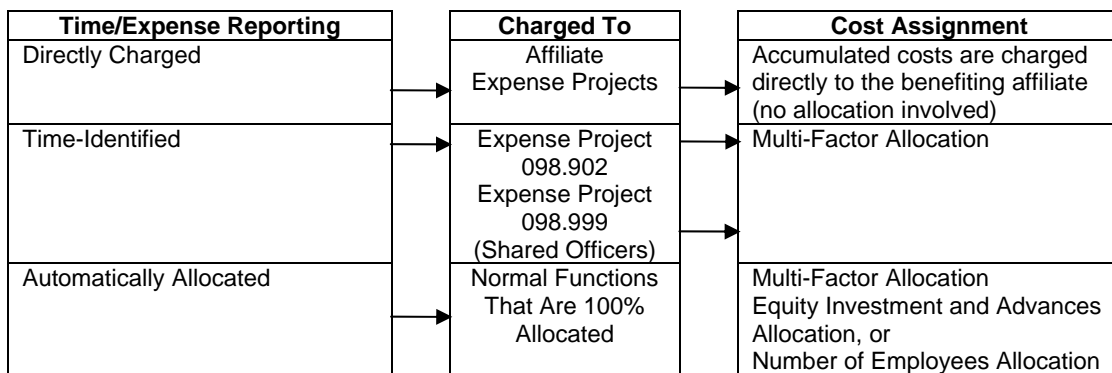 Time/Expense Reporting
Charged To
Cost Assignment
Directly Charged
Affiliate
Expense Projects
Accumulated costs are charged
directly to the benefiting affiliate
(no allocation involved)
Time-Identified
Expense Project
098.902
Expense Project
098.999
(Shared Officers)
Multi-Factor Allocation
Automatically Allocated
Normal Functions
That Are 100%
Allocated
Multi-Factor Allocation
Equity Investment and Advances
Allocation, or
Number of Employees Allocation